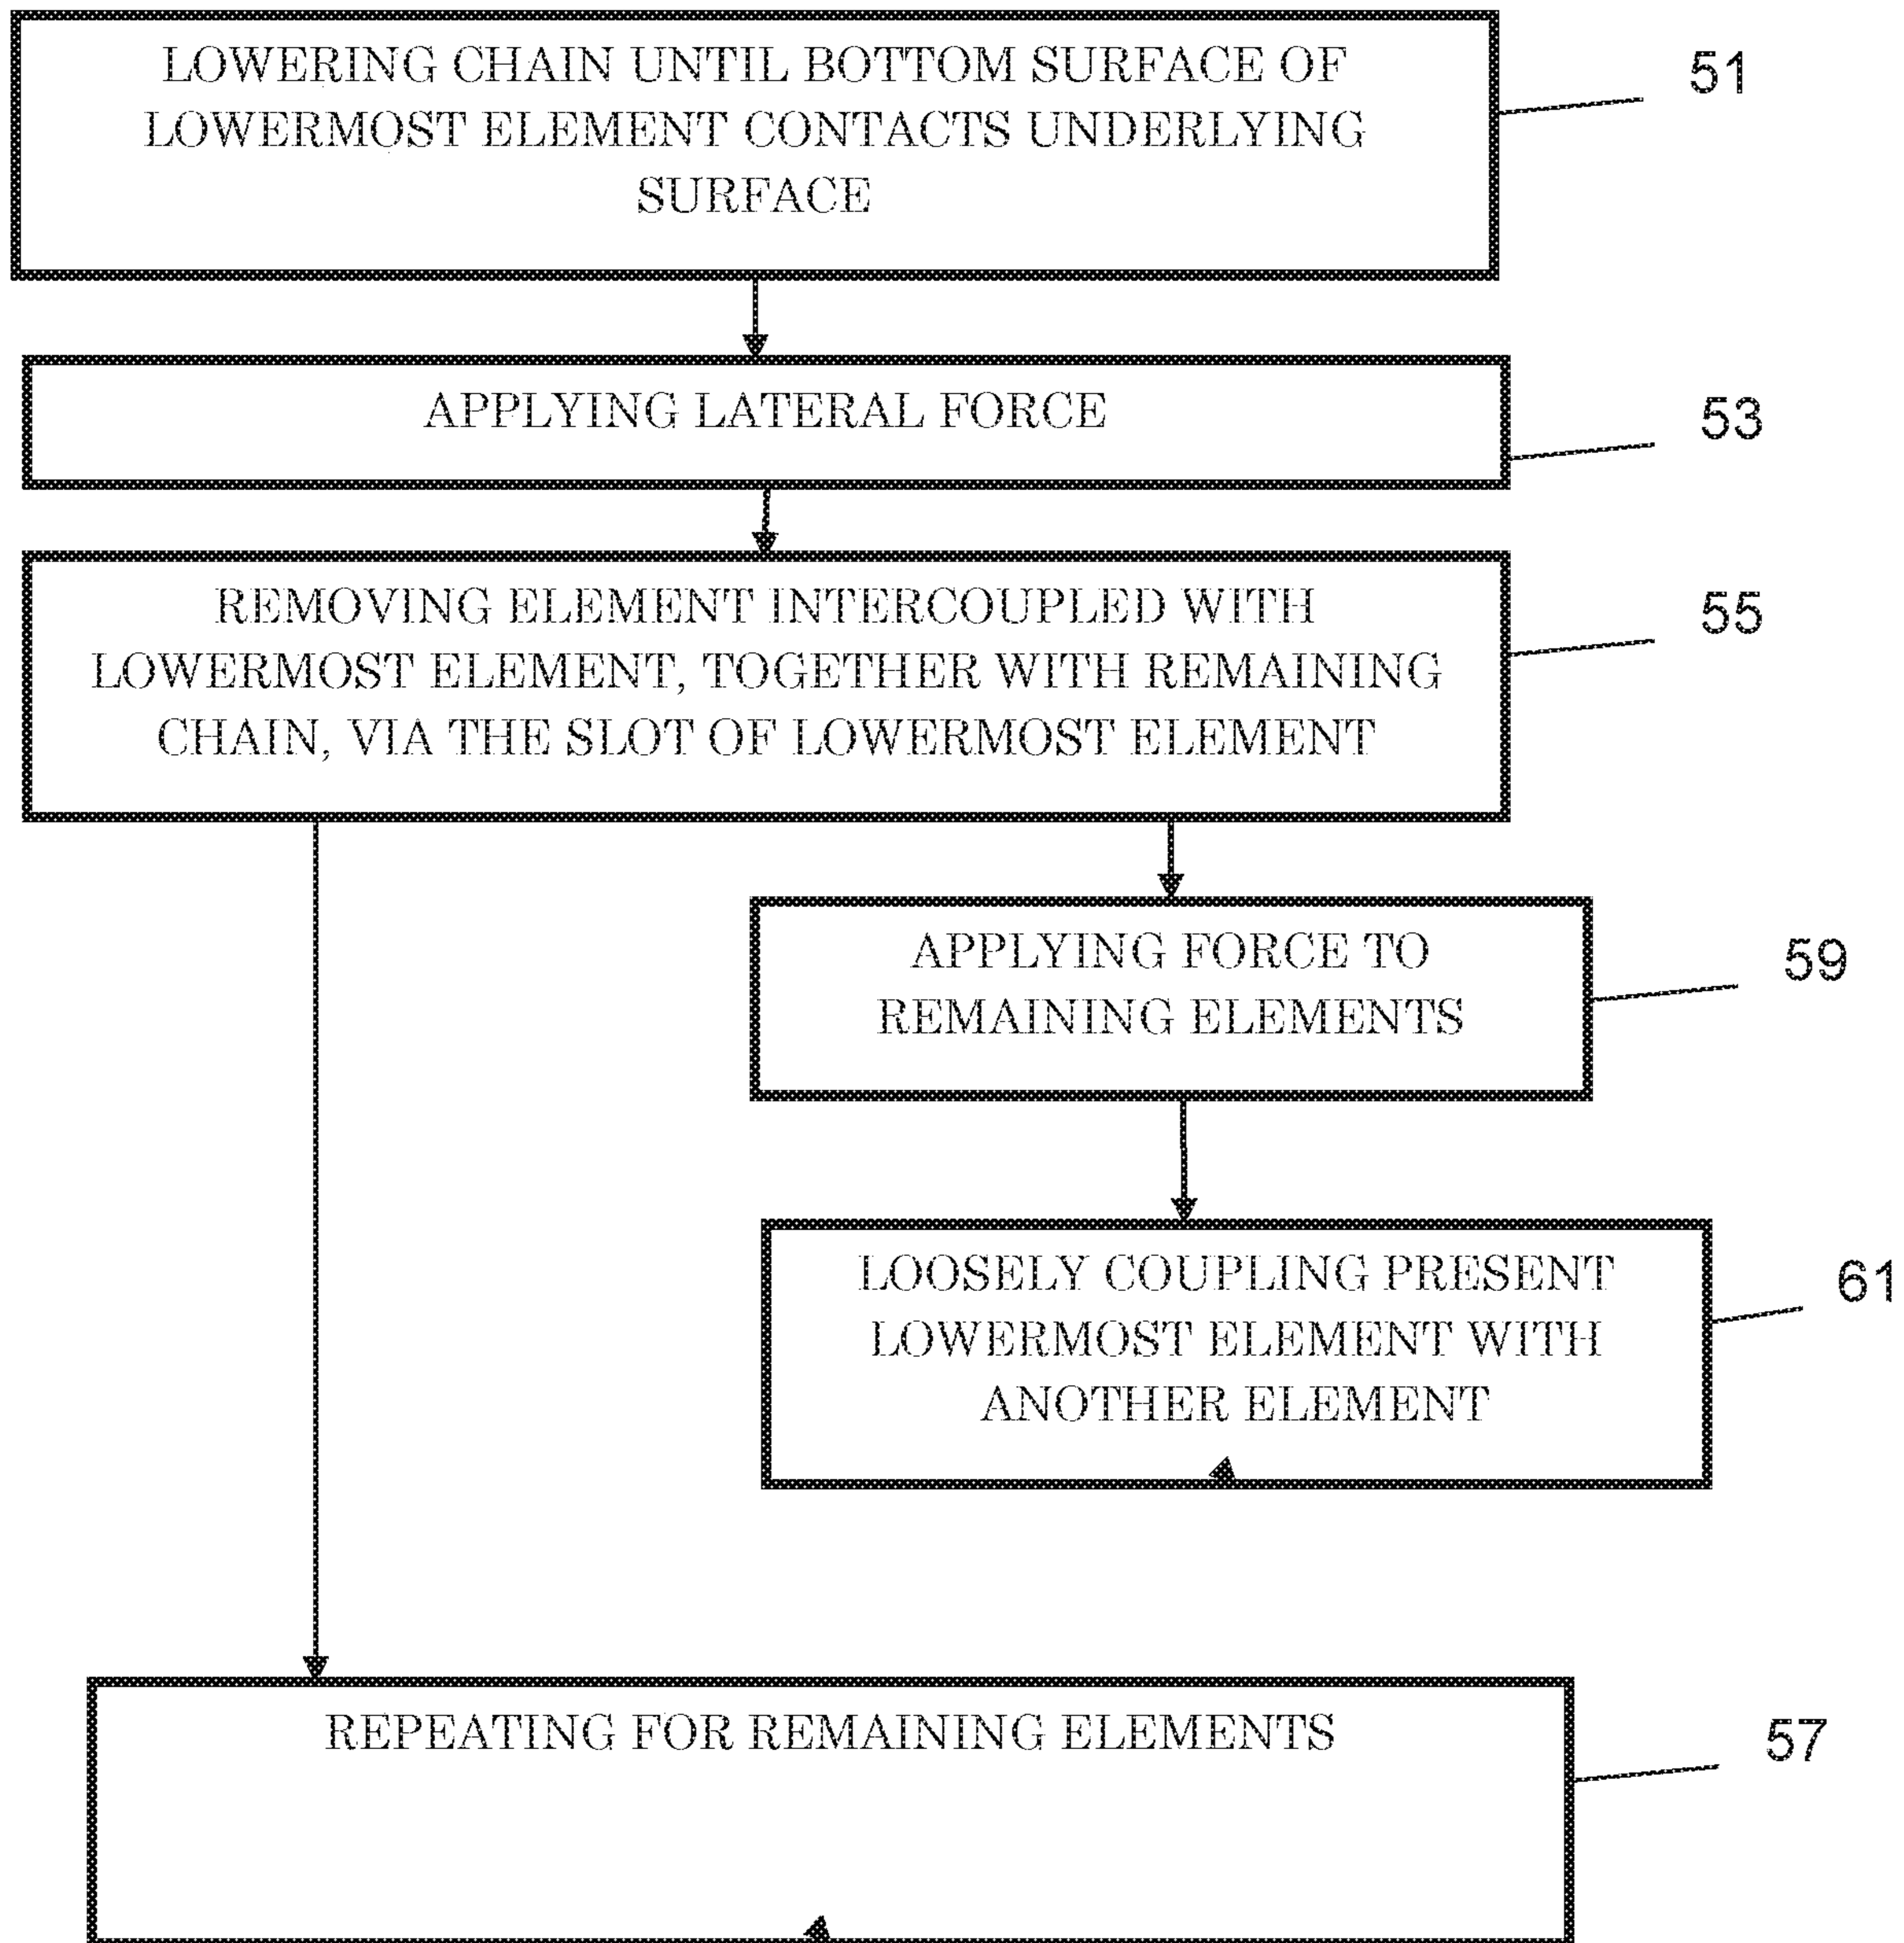 LOWERING CHAIN UNTIL BOTTOM SURFACE OF
LOWERMOST ELEMENT CONTACTS UNDERLYING
SURFACE
51
APPLYING LATERAL FORCE
53
REMOVING ELEMENT INTERCOUPLED WITH
LOWERMOST ELEMENT, TOGETHER WITH REMAINING
CHAIN, VIA THE SLOT OF LOWERMOST ELEMENT
55
APPLYING FORCE TO
REMAINING ELEMENTS
59
LOOSELY COUPLING PRESENT
LOWERMOST ELEMENT WITH
ANOTHER ELEMENT
61
REPEATING FOR REMAINING ELEMENTS
57